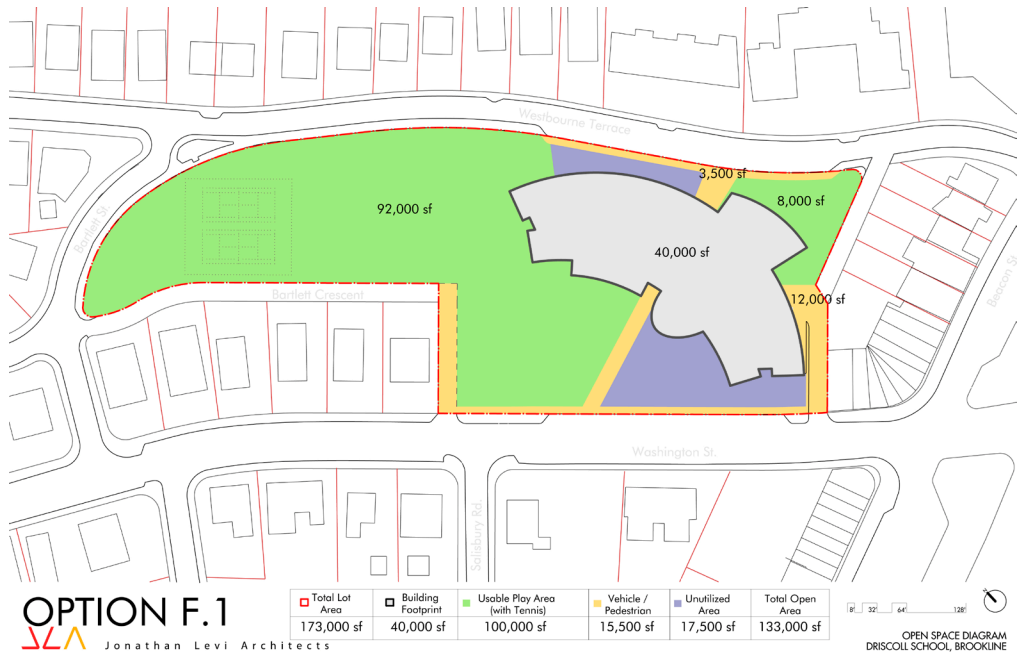 Westbourne Terrace
3,500 sf
8,000 sf
92,000 sf
Bartlett St.
40,000 sf
Beacon St
Bartlett Crescent
12,000 sf
Washington St.
Salisbury Rd.
OPTION F.1
JLA Jonathan Levi Architects
Total Lot Area
Building Footprint
Usable Play Area (with Tennis)
Vehicle / Pedestrian
Unutilized Area
Total Open Area
173,000 sf
40,000 sf
100,000 sf
15,500 sf
17,500 sf
133,000 sf
8' 32' 64' 128'
OPEN SPACE DIAGRAM
DRISCOLL SCHOOL, BROOKLINE